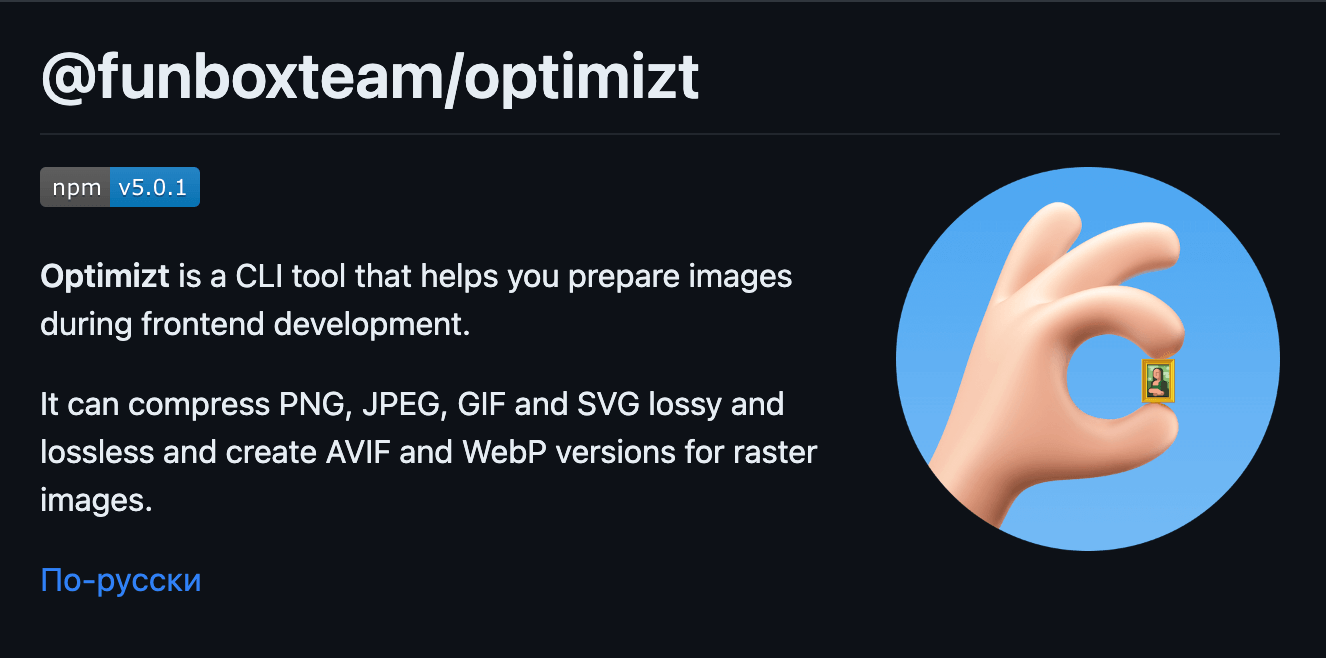 @funboxteam/optimizt
npm v5.0.1
Optimizt is a CLI tool that helps you prepare images
during frontend development.
It can compress PNG, JPEG, GIF and SVG lossy and
lossless and create AVIF and WebP versions for raster
images.
По-русски